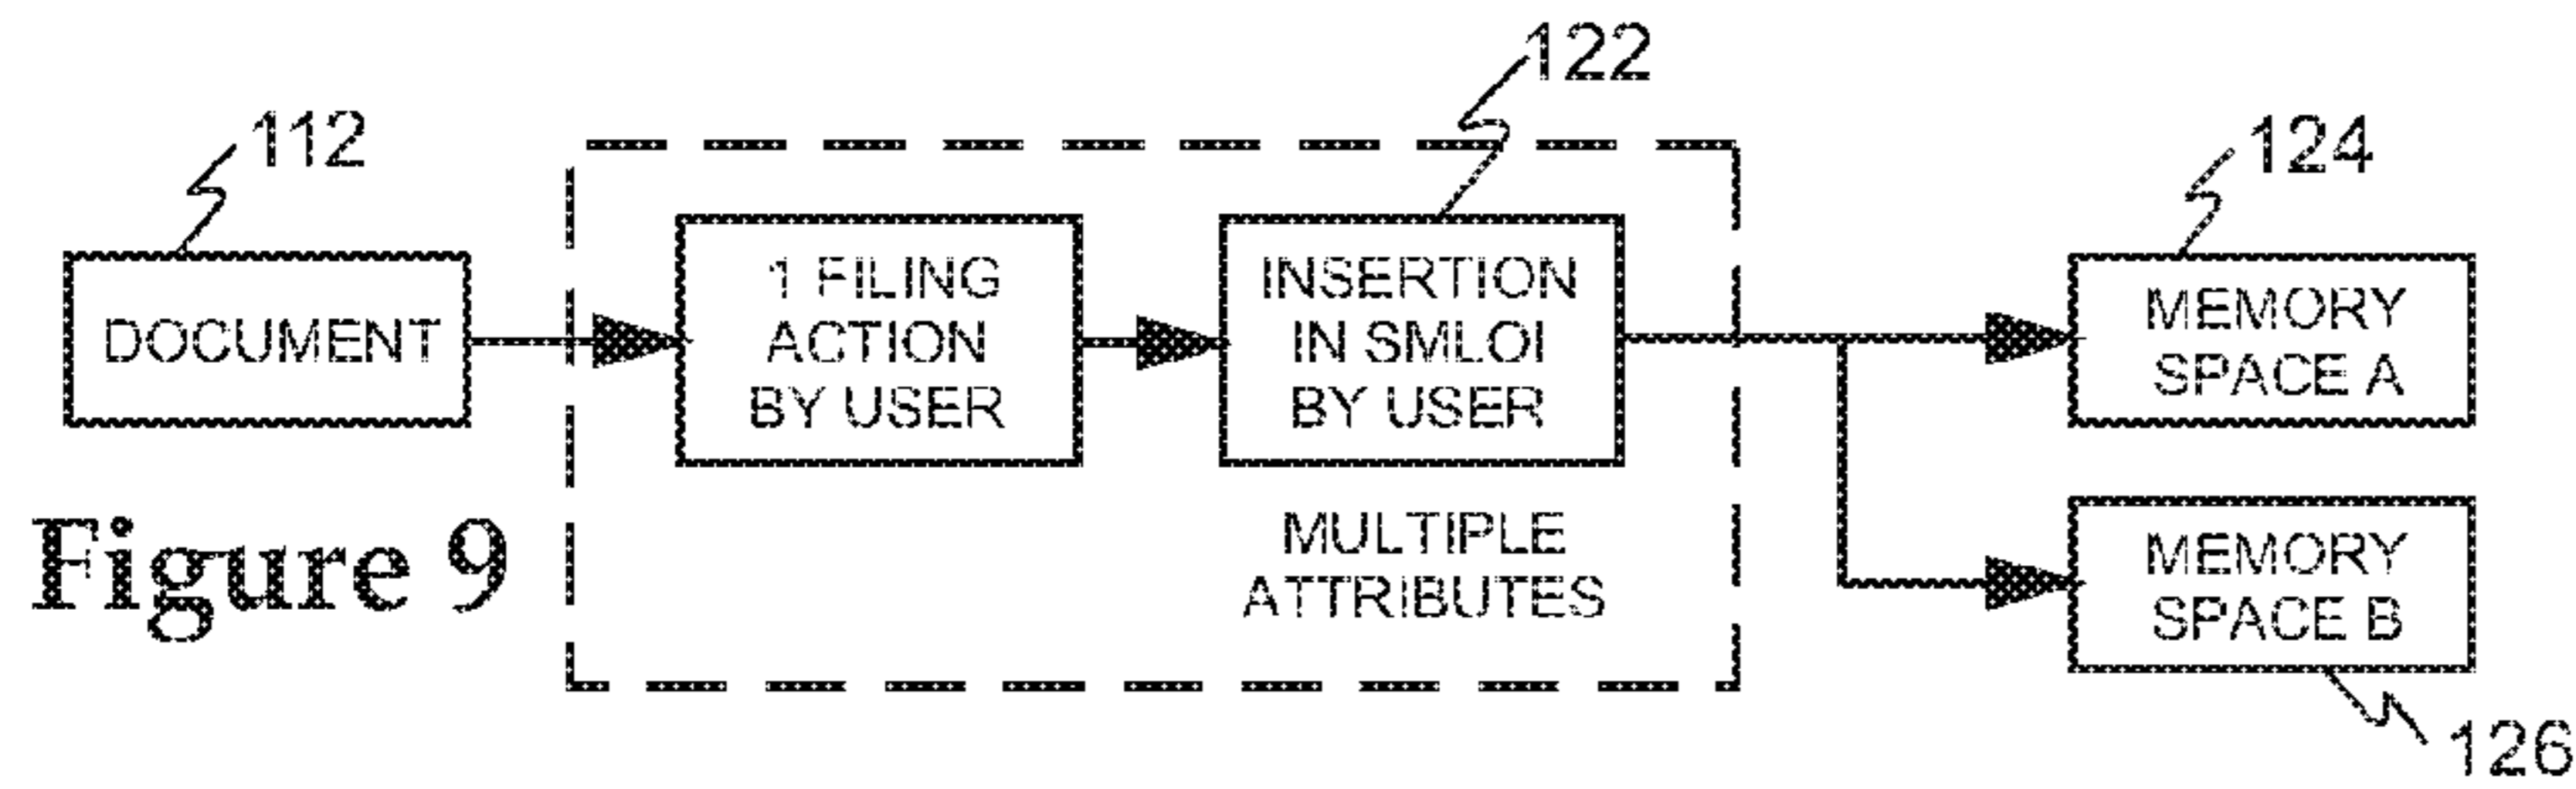 122
112
124
DOCUMENT
1 FILING
ACTION
BY USER
INSERTION
IN SMLOI
BY USER
MEMORY
SPACE A
MULTIPLE
ATTRIBUTES
MEMORY
SPACE B
Figure 9
126